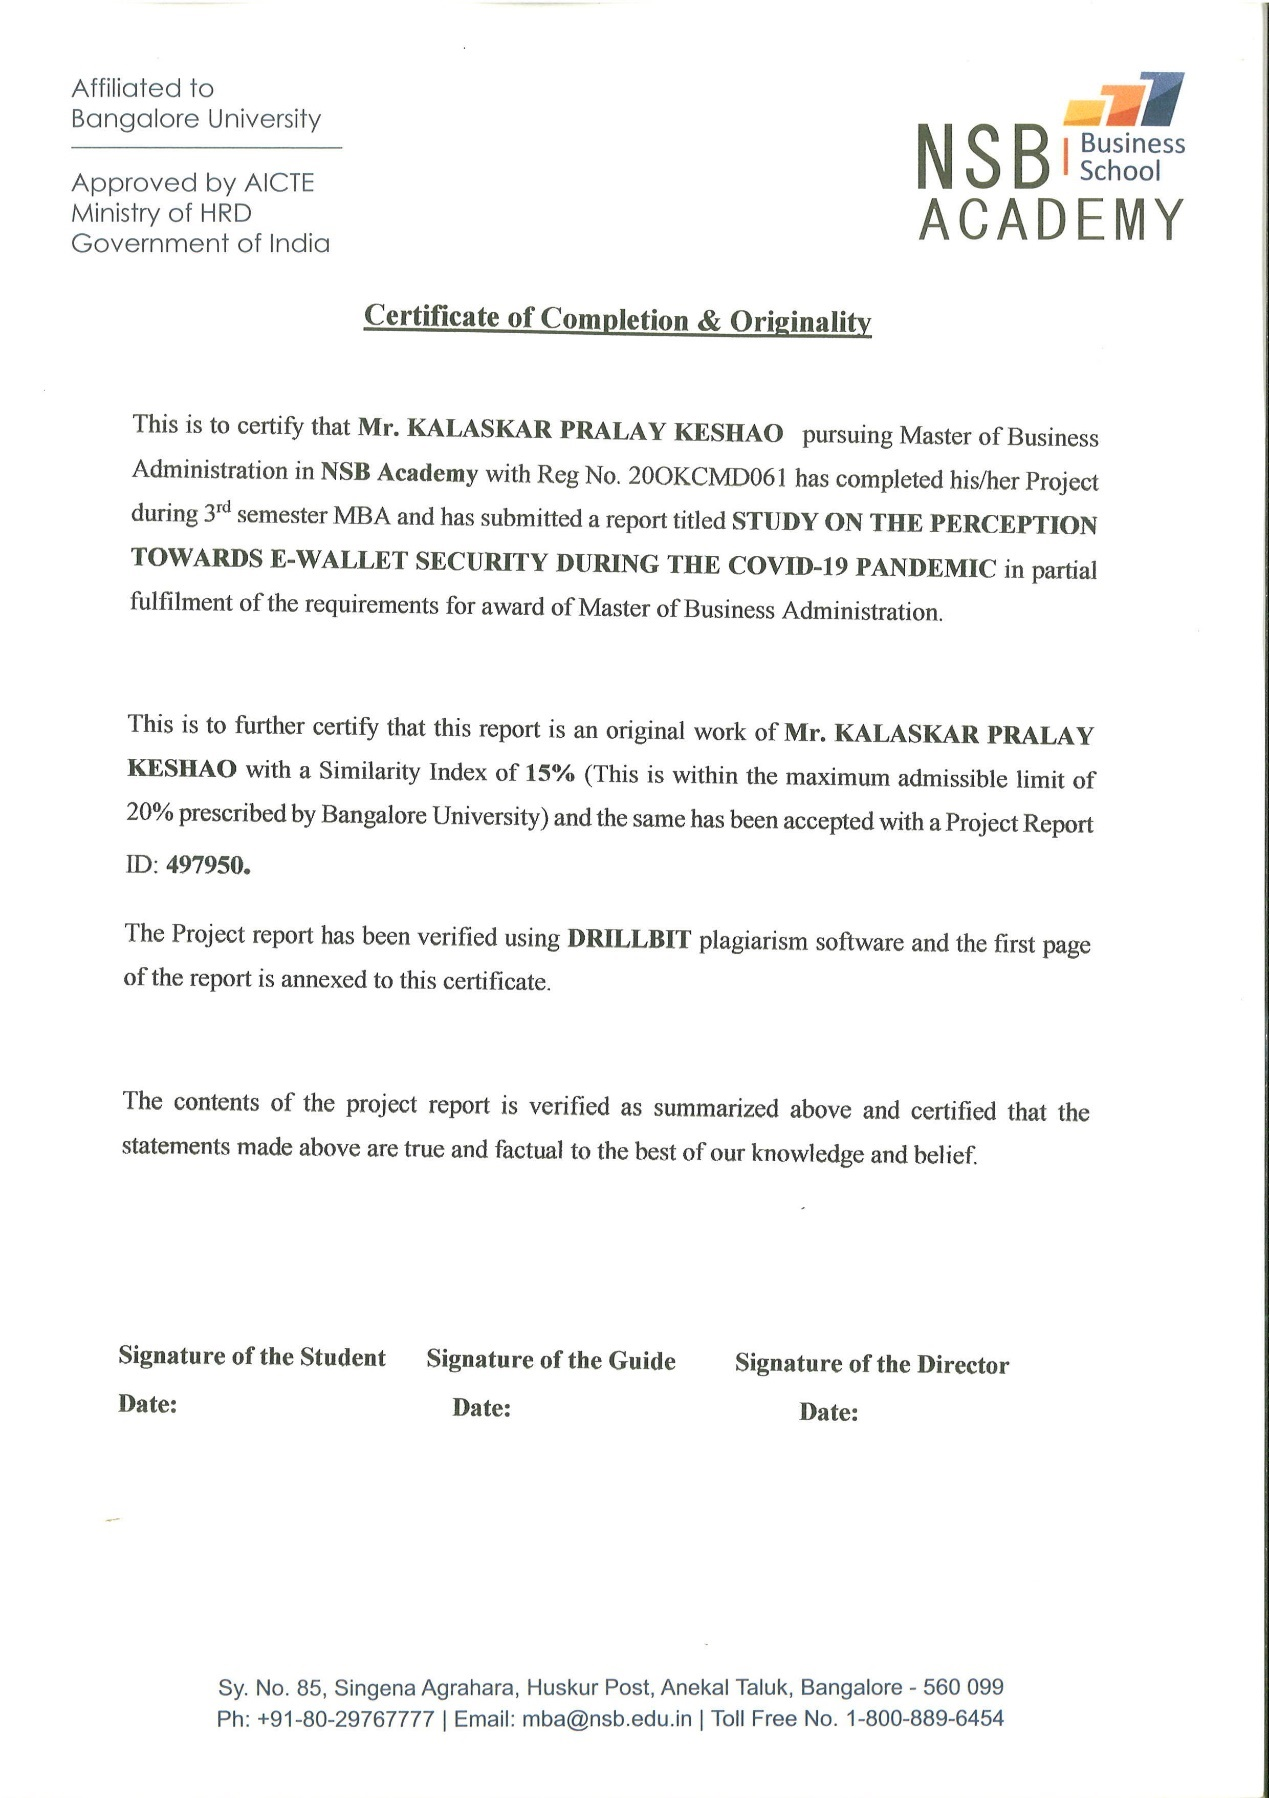 Affiliated to
Bangalore University
Approved by AICTE
Ministry of HRD
Government of India
NSB Business School
ACADEMY
Certificate of Completion & Originality
This is to certify that Mr. KALASKAR PRALAY KESHAO pursuing Master of Business
Administration in NSB Academy with Reg No. 20OKCMD061 has completed his/her Project
during 3rd semester MBA and has submitted a report titled STUDY ON THE PERCEPTION
TOWARDS E-WALLET SECURITY DURING THE COVID-19 PANDEMIC in partial
fulfilment of the requirements for award of Master of Business Administration.
This is to further certify that this report is an original work of Mr. KALASKAR PRALAY
KESHAO with a Similarity Index of 15% (This is within the maximum admissible limit of
20% prescribed by Bangalore University) and the same has been accepted with a Project Report
ID: 497950.
The Project report has been verified using DRILLBIT plagiarism software and the first page
of the report is annexed to this certificate.
The contents of the project report is verified as summarized above and certified that the
statements made above are true and factual to the best of our knowledge and belief.
Signature of the Student Signature of the Guide Signature of the Director
Date: Date: Date:
Sy. No. 85, Singena Agrahara, Huskur Post, Anekal Taluk, Bangalore - 560 099
Ph: +91-80-29767777 | Email: mba@nsb.edu.in | Toll Free No. 1-800-889-6454